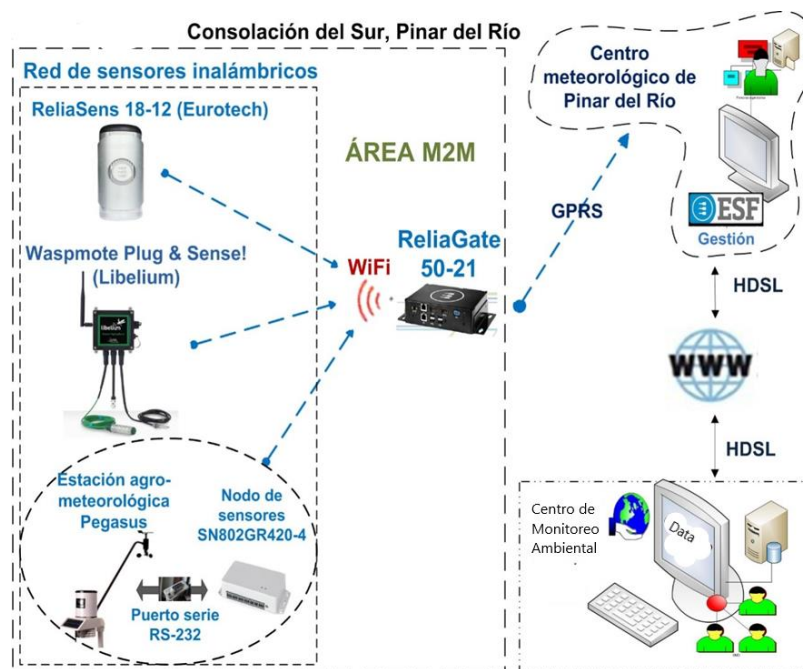 Consolación del Sur, Pinar del Río
Red de sensores inalámbricos
ReliaSens 18-12 (Eurotech)
ÁREA M2M
Waspmote Plug & Sense!
(Libelium)
WiFi
ReliaGate
50-21
Estación agro-
meteorológica
Pegasus
Nodo de
sensores
SN802GR420-4
Puerto serie
RS-232
GPRS
Centro
meteorológico de
Pinar del Río
ESF
Gestión
HDSL
WWW
HDSL
Centro de
Monitoreo
Ambiental
Data